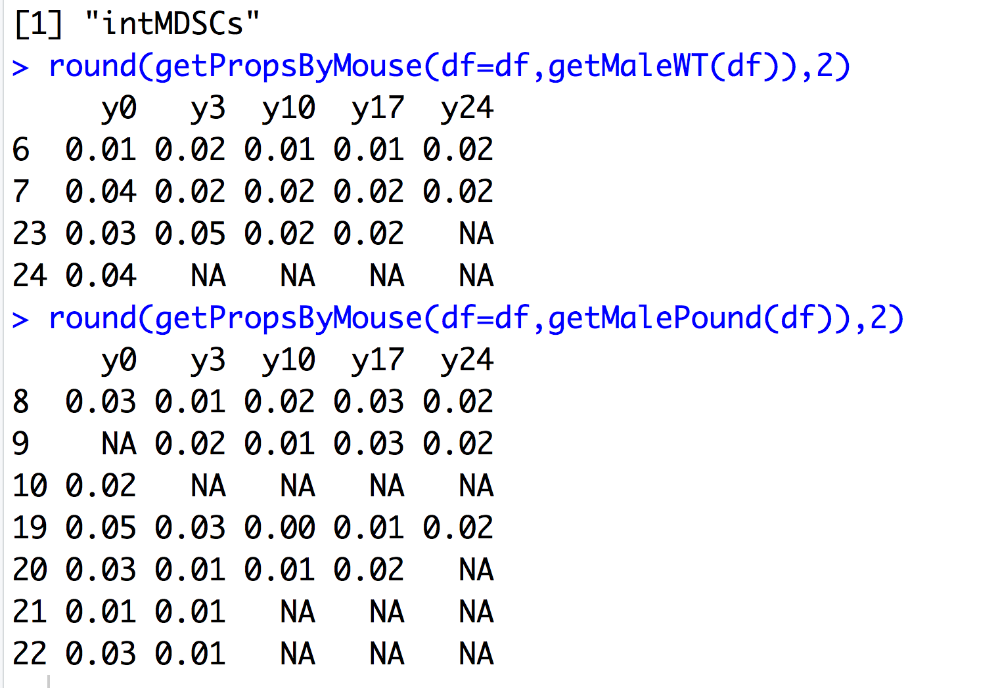 [1] "intMDSCs"
> round(getPropsByMouse(df=df,getMaleWT(df)),2)
     y0   y3  y10  y17  y24
6  0.01 0.02 0.01 0.01 0.02
7  0.04 0.02 0.02 0.02 0.02
23 0.03 0.05 0.02 0.02   NA
24 0.04   NA   NA   NA   NA
> round(getPropsByMouse(df=df,getMalePound(df)),2)
     y0   y3  y10  y17  y24
8  0.03 0.01 0.02 0.03 0.02
9    NA 0.02 0.01 0.03 0.02
10 0.02   NA   NA   NA   NA
19 0.05 0.03 0.00 0.01 0.02
20 0.03 0.01 0.01 0.02   NA
21 0.01 0.01   NA   NA   NA
22 0.03 0.01   NA   NA   NA